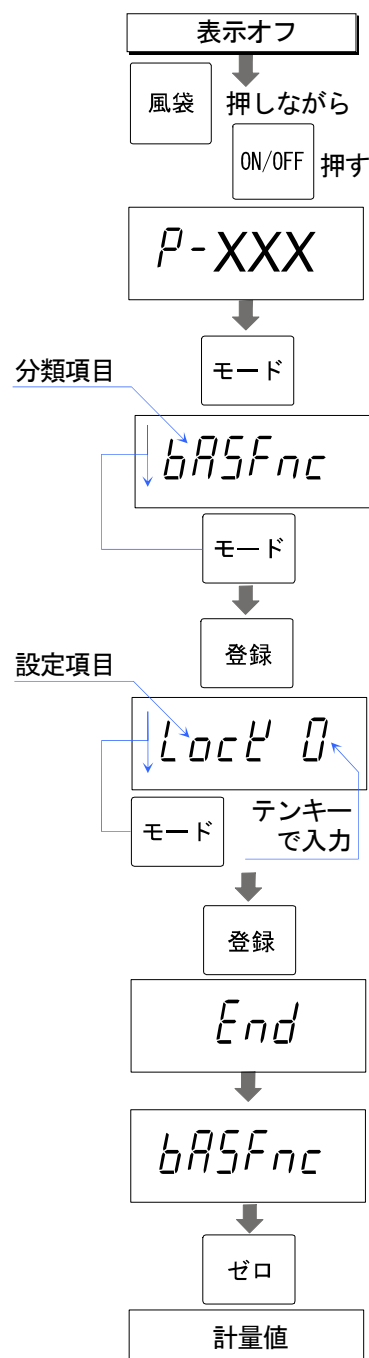 表示オフ
風袋 押しながら
ON/OFF 押す
P-XXX
モード
分類項目
bASFnc
モード
登録
設定項目
LocK 0
モード
テンキー
で入力
登録
End
bASFnc
ゼロ
計量値